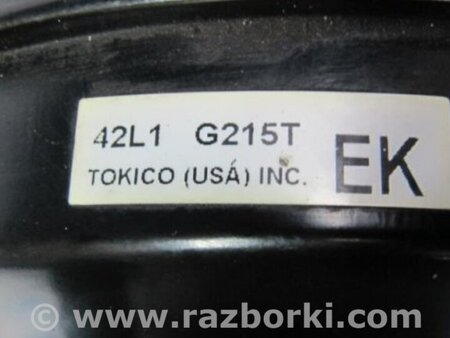 42L1 G215T
TOKICO (USA) INC.
EK
© www.razborki.com